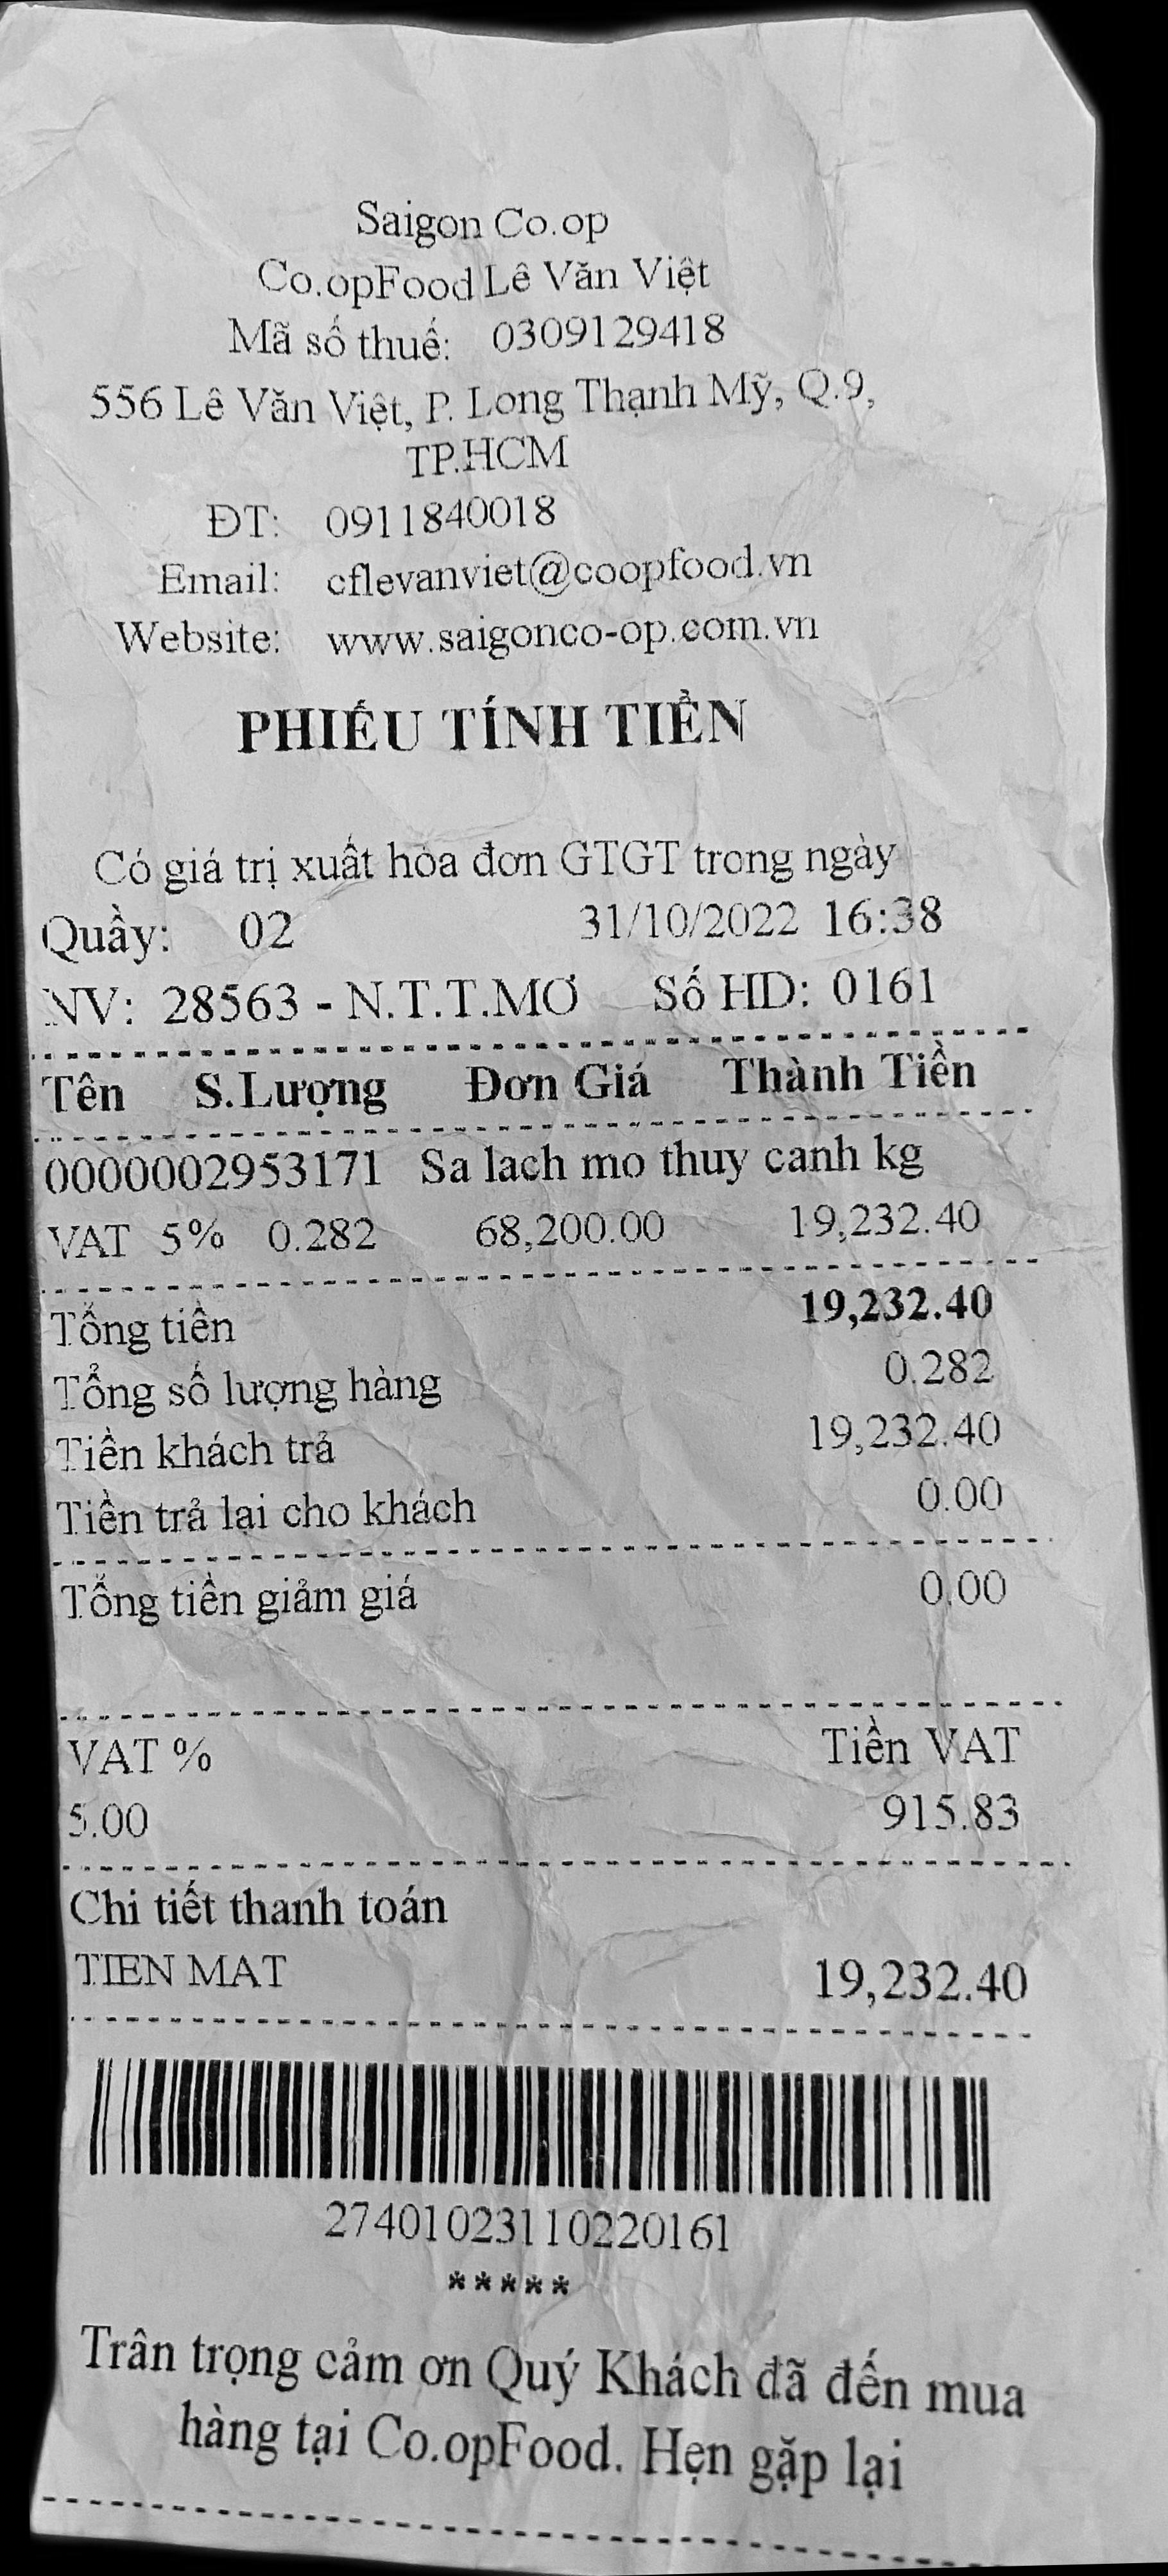 Saigon Co.op
Co.opFood Lê Văn Việt
Mã số thuế: 0309129418
556 Lê Văn Việt, P. Long Thạnh Mỹ, Q.9,
TP.HCM
ĐT: 0911840018
Email: cflevanviet@coopfood.vn
Website: www.saigonco-op.com.vn
PHIẾU TÍNH TIỀN
Có giá trị xuất hóa đơn GTGT trong ngày
Quầy: 02 31/10/2022 16:38
NV: 28563 - N.T.T.MƠ Số HD: 0161
Tên S.Lượng Đơn Giá Thành Tiền
0000002953171 Sa lach mo thuy canh kg
VAT 5% 0.282 68,200.00 19,232.40
Tổng tiền 19,232.40
Tổng số lượng hàng 0.282
Tiền khách trả 19,232.40
Tiền trả lại cho khách 0.00
Tổng tiền giảm giá 0.00
VAT % Tiền VAT
5.00 915.83
Chi tiết thanh toán
TIEN MAT 19,232.40
27401023110220161
*****
Trân trọng cảm ơn Quý Khách đã đến mua
hàng tại Co.opFood. Hẹn gặp lại